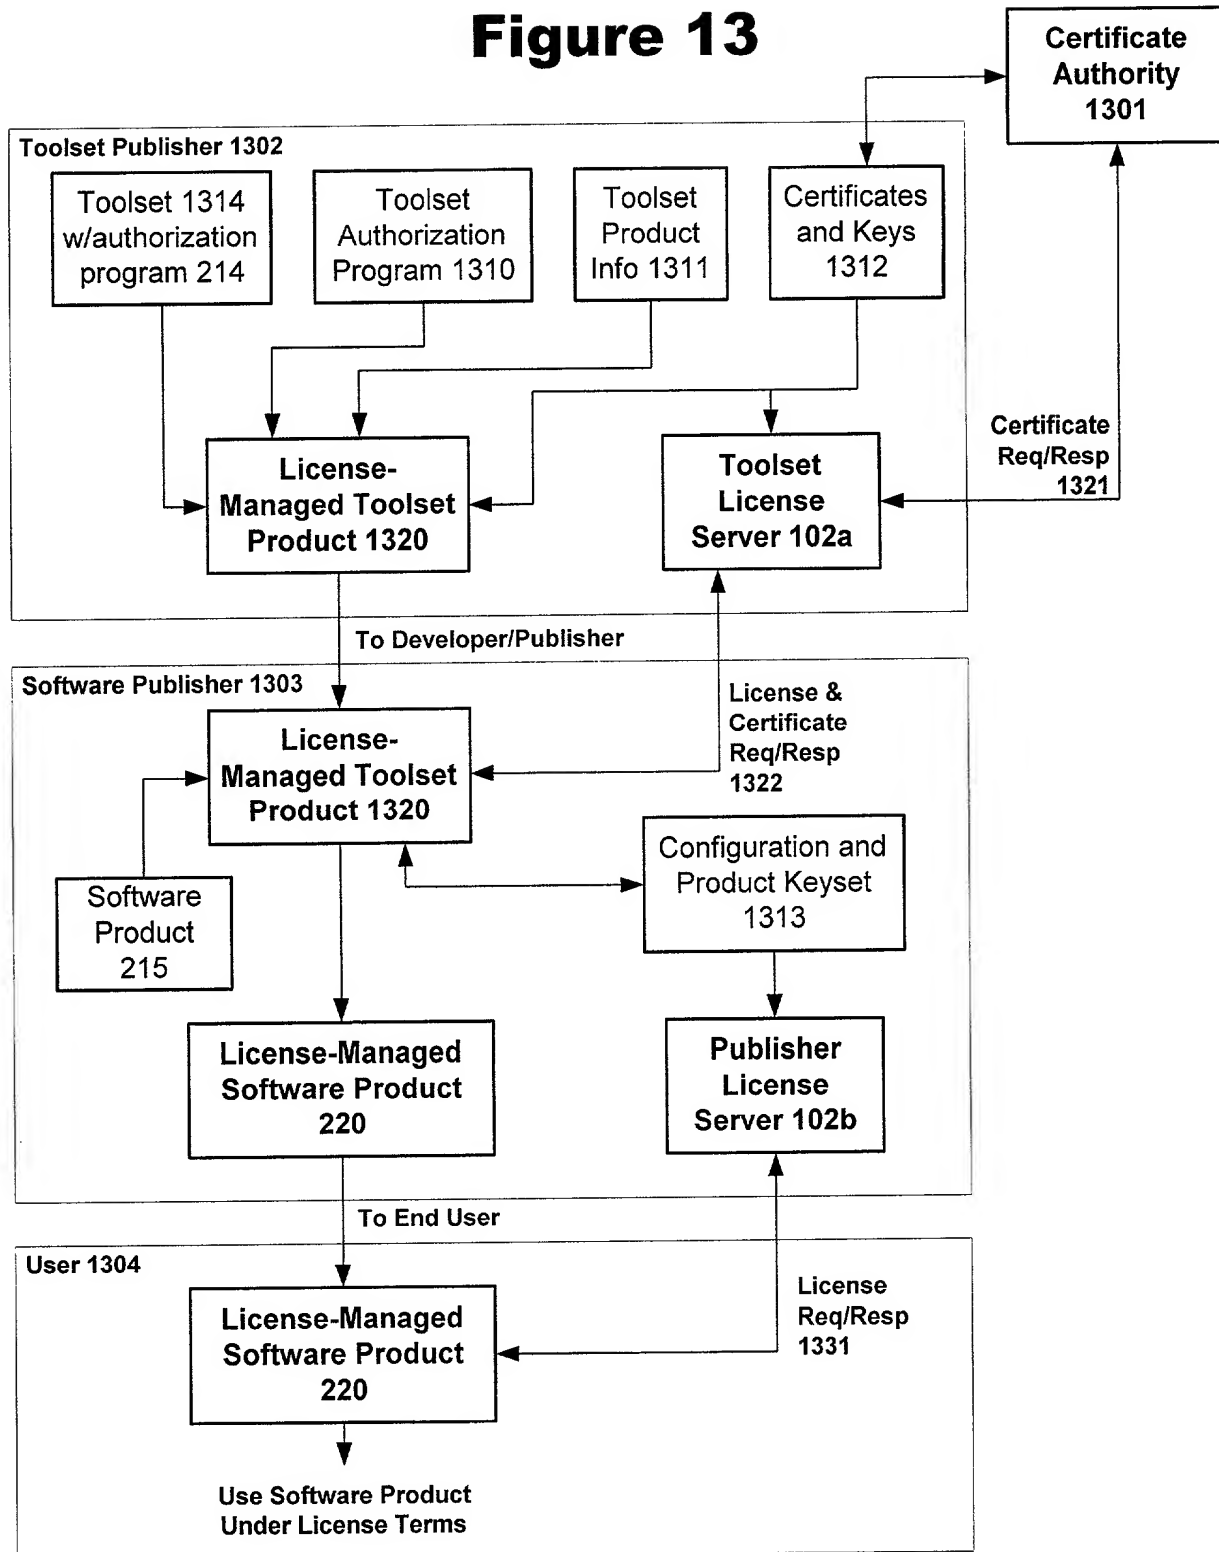 Figure 13
Certificate
Authority
1301
Toolset Publisher 1302
Toolset 1314
w/authorization
program 214
Toolset
Authorization
Program 1310
Toolset
Product
Info 1311
Certificates
and Keys
1312
License-
Managed Toolset
Product 1320
Toolset
License
Server 102a
Certificate
Req/Resp
1321
To Developer/Publisher
Software Publisher 1303
License-
Managed Toolset
Product 1320
License &
Certificate
Req/Resp
1322
Software
Product
215
Configuration and
Product Keyset
1313
License-Managed
Software Product
220
Publisher
License
Server 102b
To End User
User 1304
License-Managed
Software Product
220
License
Req/Resp
1331
Use Software Product
Under License Terms